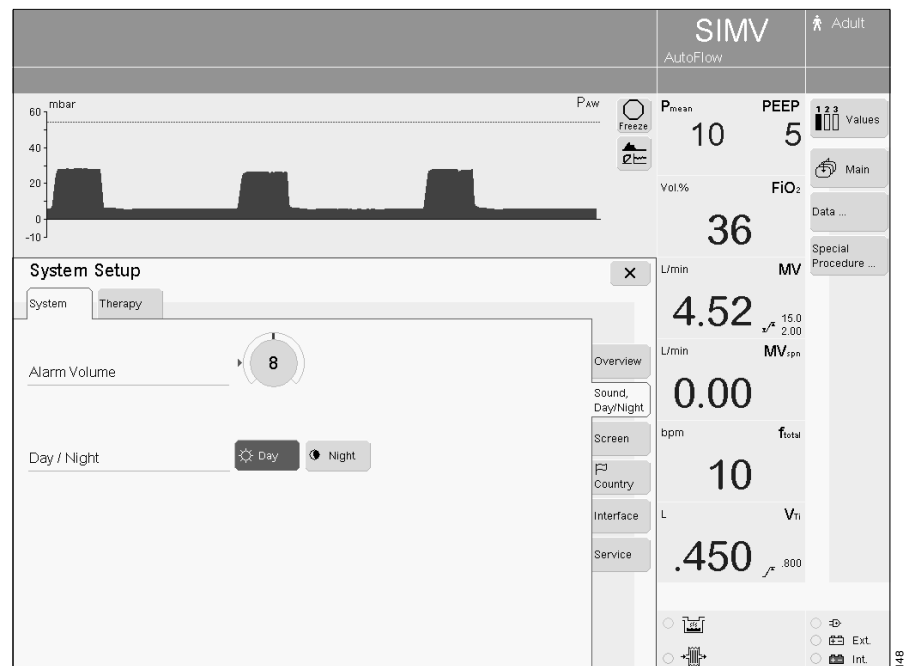 SIMV
AutoFlow
Adult
mbar
PAW
60
40
20
0
-10
Freeze
Pmean
PEEP
10
5
1 2 3
Values
Main
Data ...
Special
Procedure ...
Vol.%
FiO2
36
System Setup
System
Therapy
L/min
MV
4.52
15.0
2.00
Alarm Volume
8
Overview
Sound,
Day/Night
Screen
Country
Interface
Service
L/min
MVspn
0.00
Day / Night
Day
Night
bpm
ftotal
10
L
VTi
.450
.800
Ext.
Int.